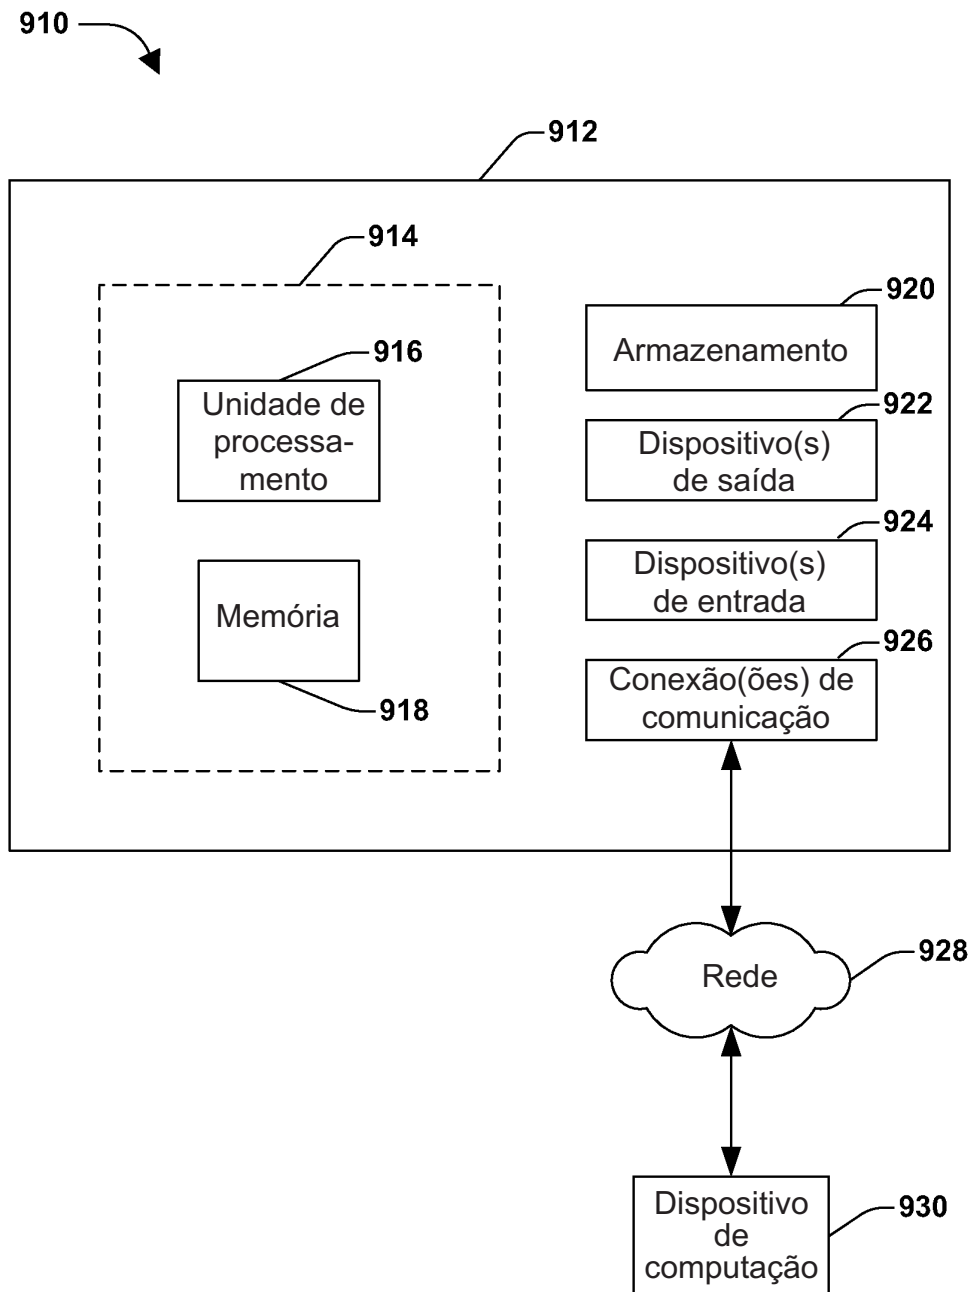 910
912
914
920
Armazenamento
916
Unidade de
processa-
mento
922
Dispositivo(s)
de saída
924
Dispositivo(s)
de entrada
Memória
918
926
Conexão(ões) de
comunicação
Rede
928
Dispositivo
de
computação
930